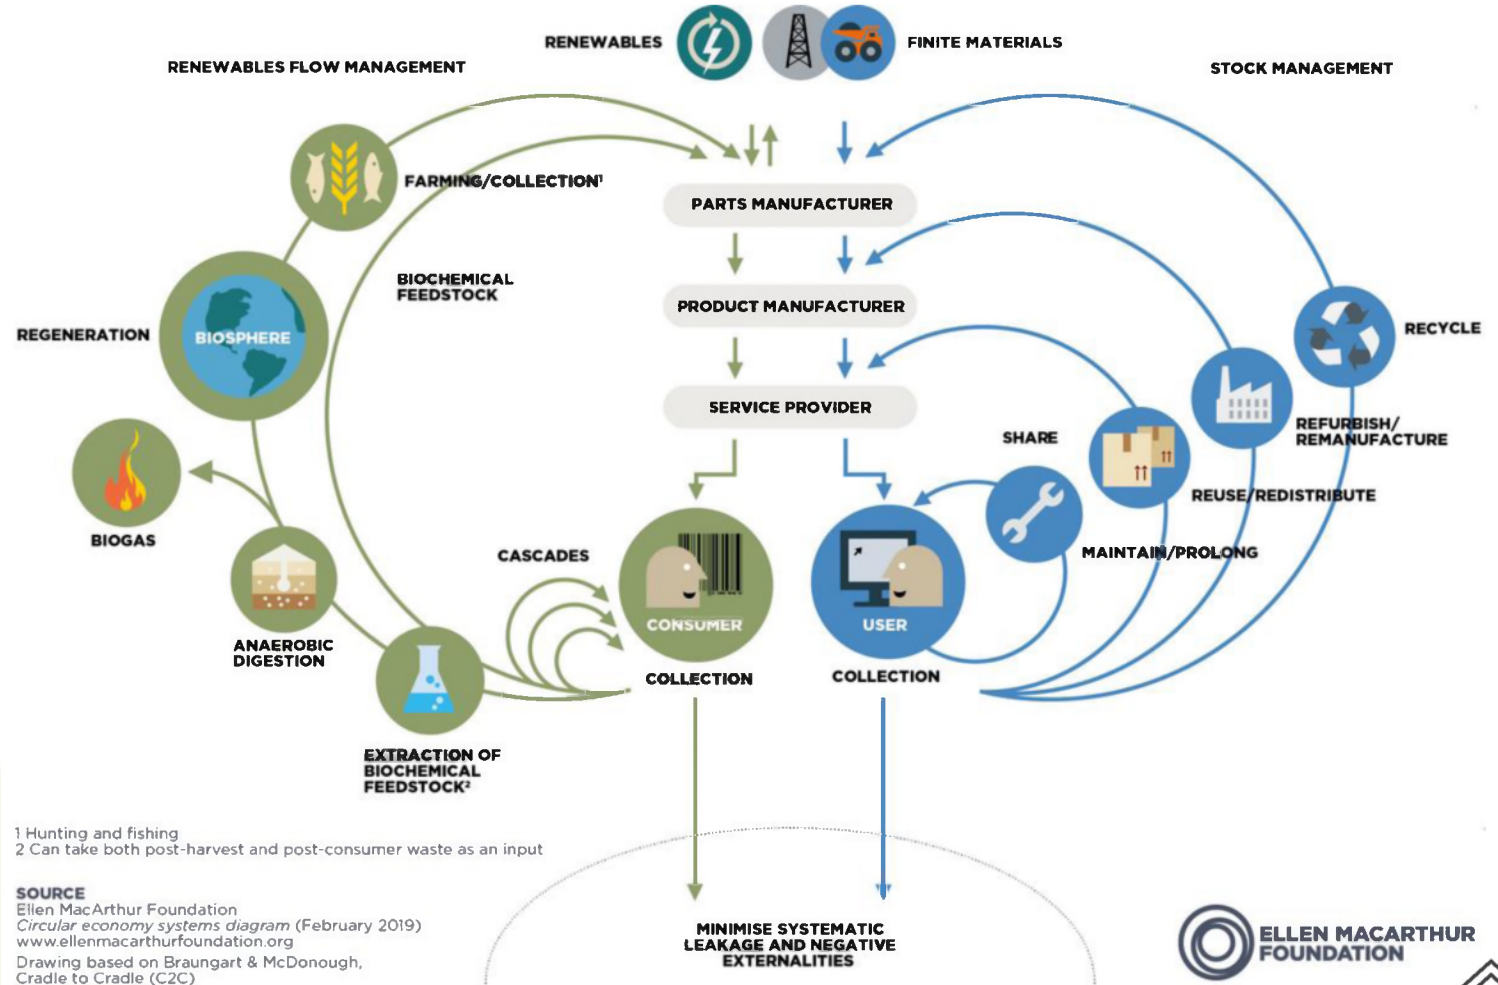 RENEWABLES
FINITE MATERIALS
RENEWABLES FLOW MANAGEMENT
STOCK MANAGEMENT
FARMING/COLLECTION¹
PARTS MANUFACTURER
BIOCHEMICAL
FEEDSTOCK
PRODUCT MANUFACTURER
REGENERATION
BIOSPHERE
RECYCLE
SERVICE PROVIDER
SHARE
REFURBISH/
REMANUFACTURE
REUSE/REDISTRIBUTE
BIOGAS
CASCADES
MAINTAIN/PROLONG
CONSUMER
USER
ANAEROBIC
DIGESTION
COLLECTION
COLLECTION
EXTRACTION OF
BIOCHEMICAL
FEEDSTOCK²
1 Hunting and fishing
2 Can take both post-harvest and post-consumer waste as an input
SOURCE
Ellen MacArthur Foundation
Circular economy systems diagram (February 2019)
www.ellenmacarthurfoundation.org
Drawing based on Braungart & McDonough,
Cradle to Cradle (C2C)
MINIMISE SYSTEMATIC
LEAKAGE AND NEGATIVE
EXTERNALITIES
ELLEN MACARTHUR
FOUNDATION